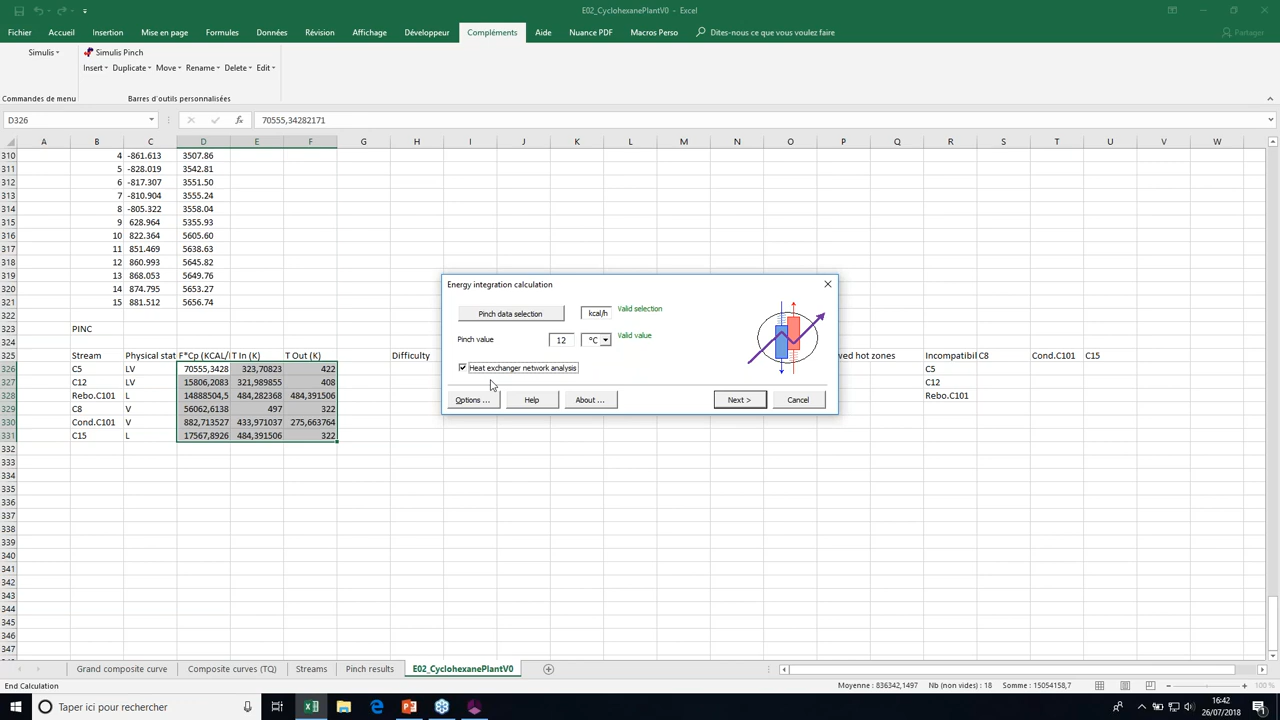 E02_CyclohexanePlantV0 - Excel
Fichier Accueil Insertion Mise en page Formules Données Révision Affichage Développeur Compléments Aide Nuance PDF Macros Perso Dites-nous ce que vous voulez faire Partager
Simulis Simulis Pinch
Insert Duplicate Move Rename Delete Edit
Commandes de menu Barres d'outils personnalisées
D326 fx 70555,34282171
A B C D E F G H I J K L M N O P Q R S T U V W
310 4 -861.613 3507.86
311 5 -828.019 3542.81
312 6 -817.307 3551.50
313 7 -810.904 3555.24
314 8 -805.322 3558.04
315 9 628.964 5355.93
316 10 822.364 5605.60
317 11 851.469 5638.63
318 12 860.993 5645.82
319 13 868.053 5649.76
320 14 874.795 5653.27
321 15 881.512 5656.74
322
323 PINC
324
325 Stream Physical stat F*Cp (KCAL/ T In (K) T Out (K) Difficulty ved hot zones Incompatibil C8 Cond.C101 C15
326 C5 LV 70555,3428 323,70823 422 C5
327 C12 LV 15806,2083 321,989855 408 C12
328 Rebo.C101 L 14888504,5 484,282368 484,391506 Rebo.C101
329 C8 V 56062,6138 497 322
330 Cond.C101 V 882,713527 433,971037 275,663764
331 C15 L 17567,8926 484,391506 322
332
333
334
335
336
337
338
339
340
341
342
343
344
345
346
Energy integration calculation
Pinch data selection kcal/h Valid selection
Pinch value 12 °C Valid value
Heat exchanger network analysis
Options ... Help About ... Next > Cancel
Grand composite curve Composite curves (TQ) Streams Pinch results E02_CyclohexanePlantV0
End Calculation Moyenne : 836342,1497 Nb (non vides) : 18 Somme : 15054158,7 100 %
Taper ici pour rechercher
16:42
26/07/2018